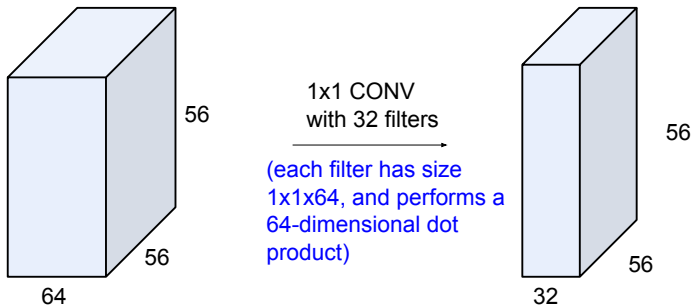 56
56
64
1x1 CONV
with 32 filters
(each filter has size
1x1x64, and performs a
64-dimensional dot
product)
56
56
32